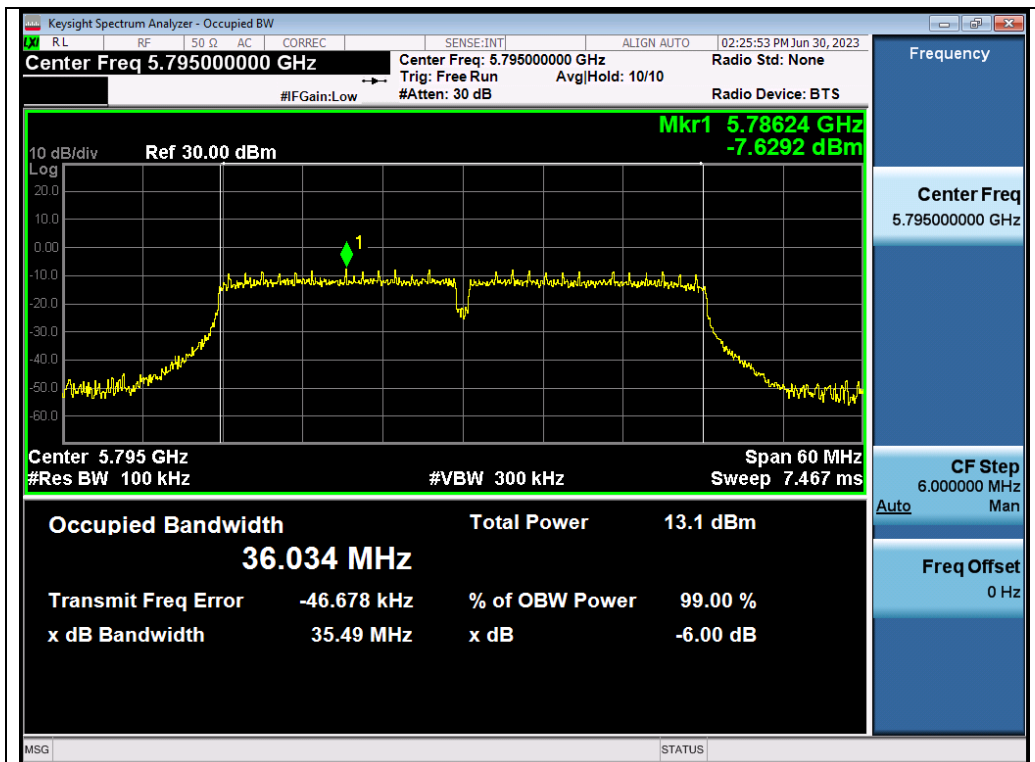 Keysight Spectrum Analyzer - Occupied BW
LXI RL RF 50 Ω AC CORREC SENSE:INT ALIGN AUTO 02:25:53 PM Jun 30, 2023
Center Freq 5.795000000 GHz
Center Freq: 5.795000000 GHz Radio Std: None
Trig: Free Run Avg|Hold: 10/10
#IFGain:Low #Atten: 30 dB Radio Device: BTS
Mkr1 5.78624 GHz
-7.6292 dBm
10 dB/div Ref 30.00 dBm
Log
20.0
10.0
0.00
-10.0
-20.0
-30.0
-40.0
-50.0
-60.0
1
Center 5.795 GHz Span 60 MHz
#Res BW 100 kHz #VBW 300 kHz Sweep 7.467 ms
Occupied Bandwidth Total Power 13.1 dBm
36.034 MHz
Transmit Freq Error -46.678 kHz % of OBW Power 99.00 %
x dB Bandwidth 35.49 MHz x dB -6.00 dB
MSG STATUS
Frequency
Center Freq
5.795000000 GHz
CF Step
6.000000 MHz
Auto Man
Freq Offset
0 Hz